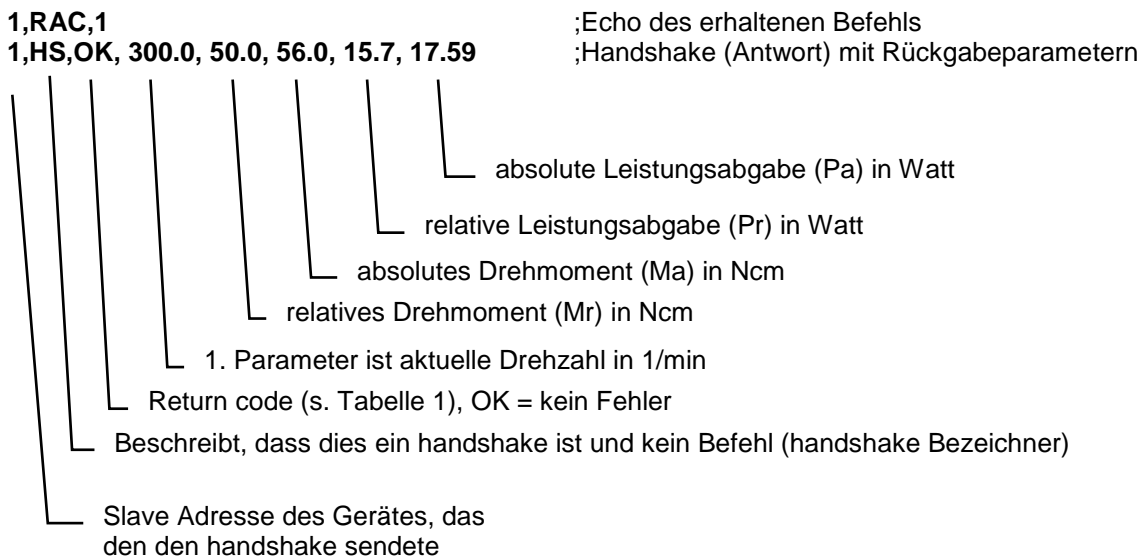 1,RAC,1 ;Echo des erhaltenen Befehls
1,HS,OK, 300.0, 50.0, 56.0, 15.7, 17.59 ;Handshake (Antwort) mit Rückgabeparametern
absolute Leistungsabgabe (Pa) in Watt
relative Leistungsabgabe (Pr) in Watt
absolutes Drehmoment (Ma) in Ncm
relatives Drehmoment (Mr) in Ncm
1. Parameter ist aktuelle Drehzahl in 1/min
Return code (s. Tabelle 1), OK = kein Fehler
Beschreibt, dass dies ein handshake ist und kein Befehl (handshake Bezeichner)
Slave Adresse des Gerätes, das
den den handshake sendete